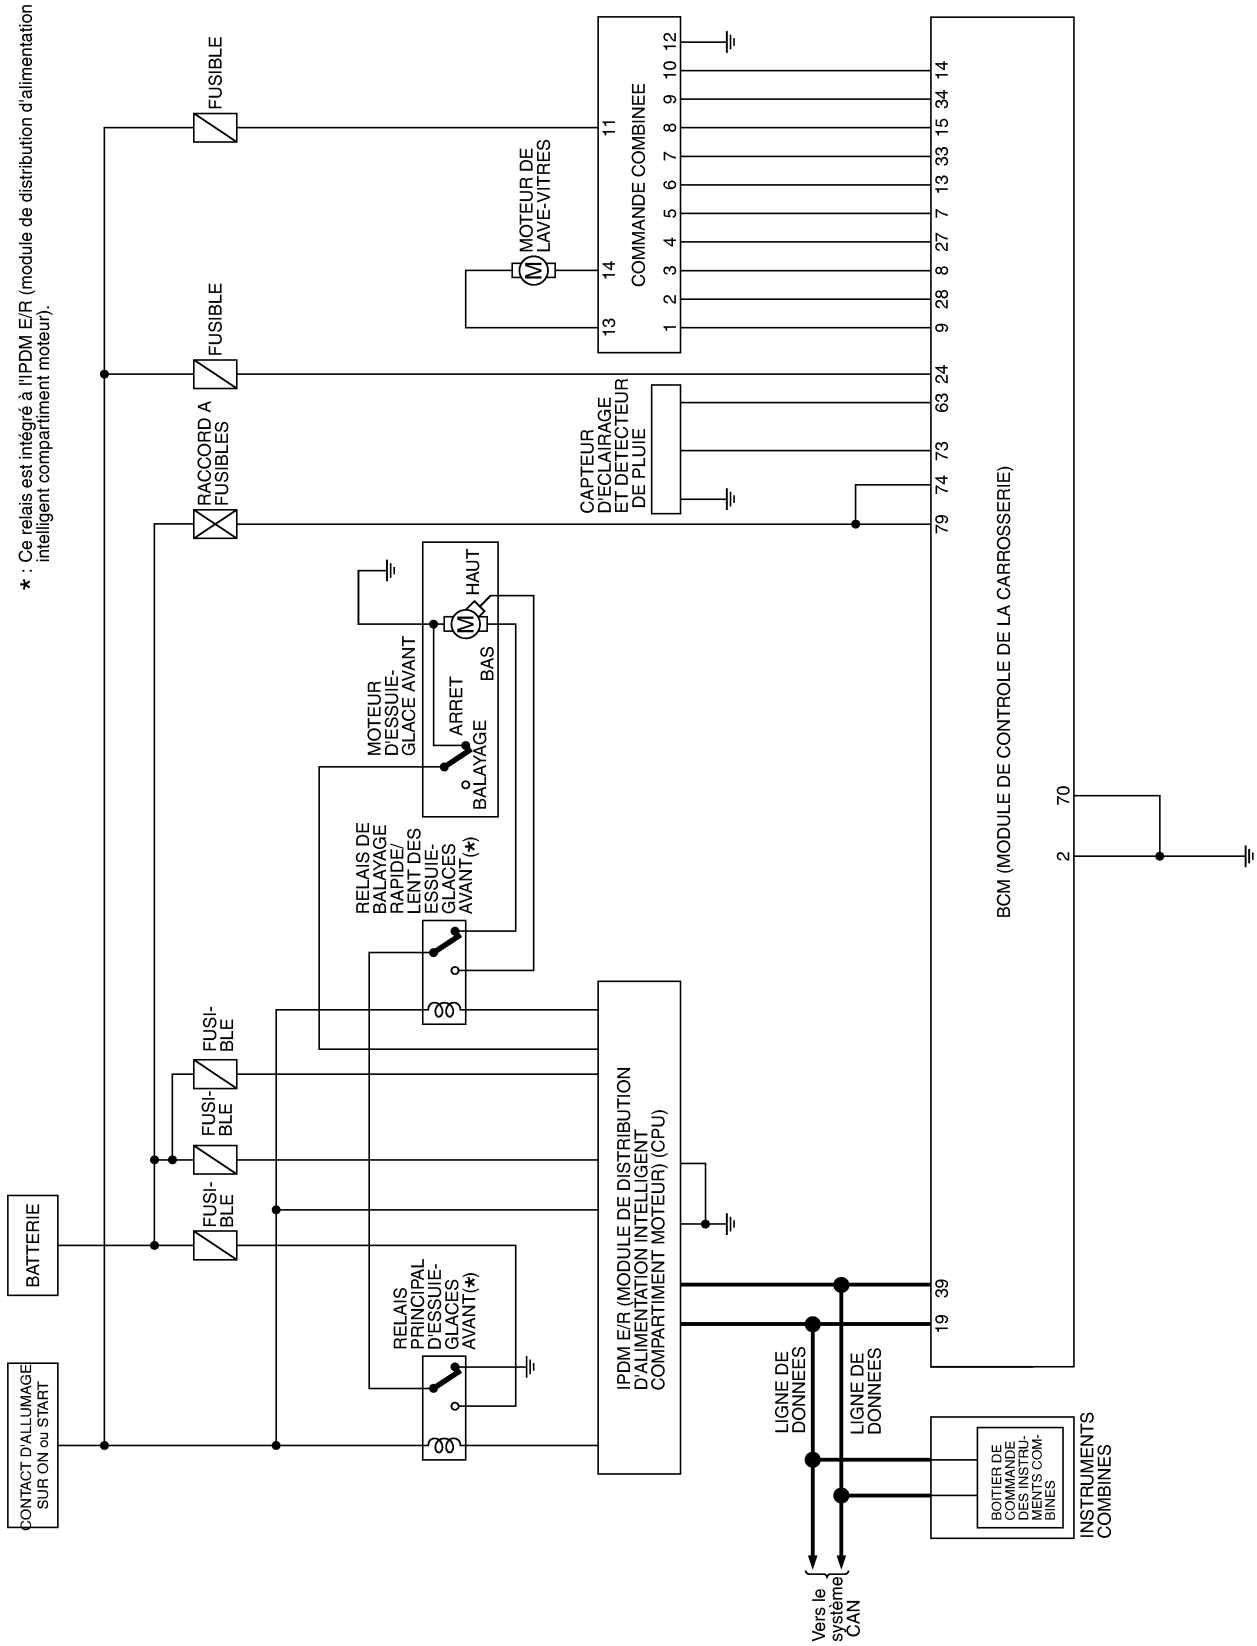 * : Ce relais est intégré à l'IPDM E/R (module de distribution d'alimentation
intelligent compartiment moteur).
CONTACT D'ALLUMAGE
SUR ON ou START
BATTERIE
FUSI-
BLE
FUSI-
BLE
FUSI-
BLE
RACCORD A
FUSIBLES
FUSIBLE
FUSIBLE
RELAIS
PRINCIPAL
D'ESSUIE-
GLACES
AVANT(*)
RELAIS DE
BALAYAGE
RAPIDE/
LENT DES
ESSUIE-
GLACES
AVANT(*)
MOTEUR
D'ESSUIE-
GLACE AVANT
ARRET
BALAYAGE
BAS
HAUT
M
MOTEUR DE
LAVE-VITRES
M
CAPTEUR
D'ECLAIRAGE
ET DETECTEUR
DE PLUIE
13
14
11
COMMANDE COMBINEE
1
2
3
4
5
6
7
8
9
10
12
IPDM E/R (MODULE DE DISTRIBUTION
D'ALIMENTATION INTELLIGENT
COMPARTIMENT MOTEUR) (CPU)
LIGNE DE
DONNEES
LIGNE DE
DONNEES
Vers le
système
CAN
19
39
79
74
73
63
24
9
28
8
27
7
13
33
15
34
14
BCM (MODULE DE CONTROLE DE LA CARROSSERIE)
2
70
BOITIER DE
COMMANDE
DES INSTRU-
MENTS COM-
BINES
INSTRUMENTS
COMBINES